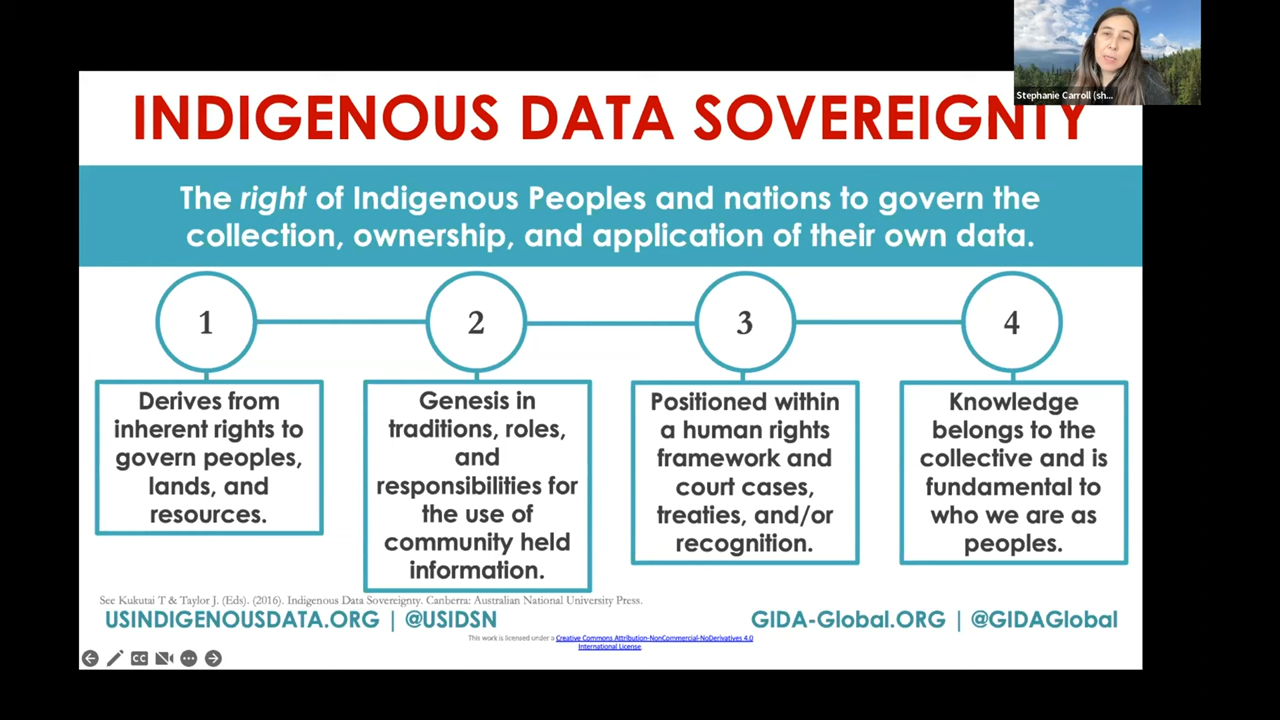 Stephanie Carroll (sh...
INDIGENOUS DATA SOVEREIGNTY
The right of Indigenous Peoples and nations to govern the
collection, ownership, and application of their own data.
1
Derives from
inherent rights to
govern peoples,
lands, and
resources.
2
Genesis in
traditions, roles,
and
responsibilities for
the use of
community held
information.
3
Positioned within
a human rights
framework and
court cases,
treaties, and/or
recognition.
4
Knowledge
belongs to the
collective and is
fundamental to
who we are as
peoples.
See Kukutai T & Taylor J. (Eds). (2016). Indigenous Data Sovereignty. Canberra: Australian National University Press.
USINDIGENOUSDATA.ORG | @USIDSN
GIDA-Global.ORG | @GIDAGlobal
This work is licensed under a Creative Commons Attribution-NonCommercial-NoDerivatives 4.0
International License
CC